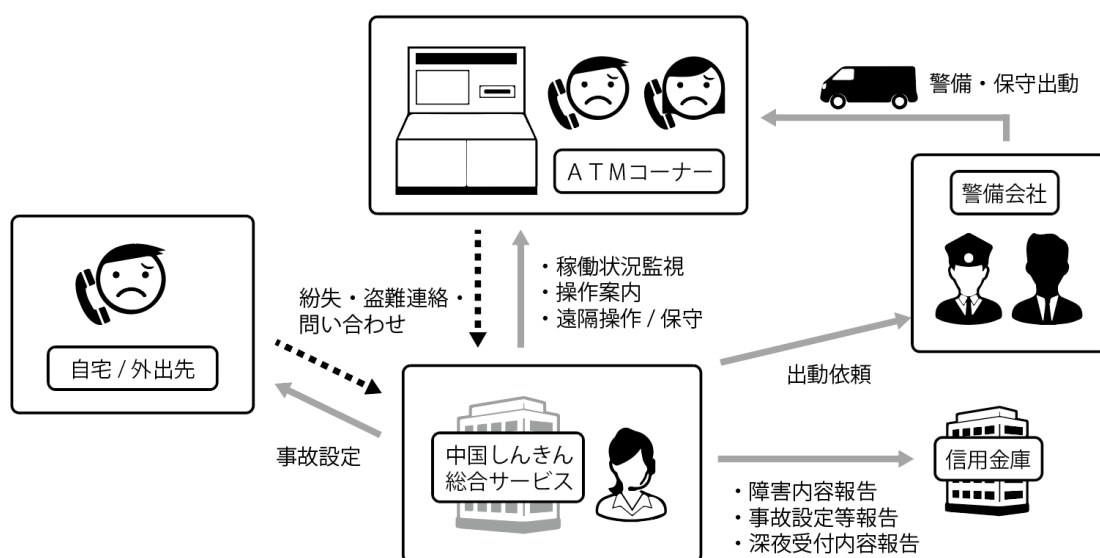 ＡＴＭコーナー
警備・保守出動
警備会社
・稼働状況監視
・操作案内
・遠隔操作 / 保守
紛失・盗難連絡・
問い合わせ
自宅 / 外出先
出動依頼
事故設定
中国しんきん
総合サービス
信用金庫
・障害内容報告
・事故設定等報告
・深夜受付内容報告